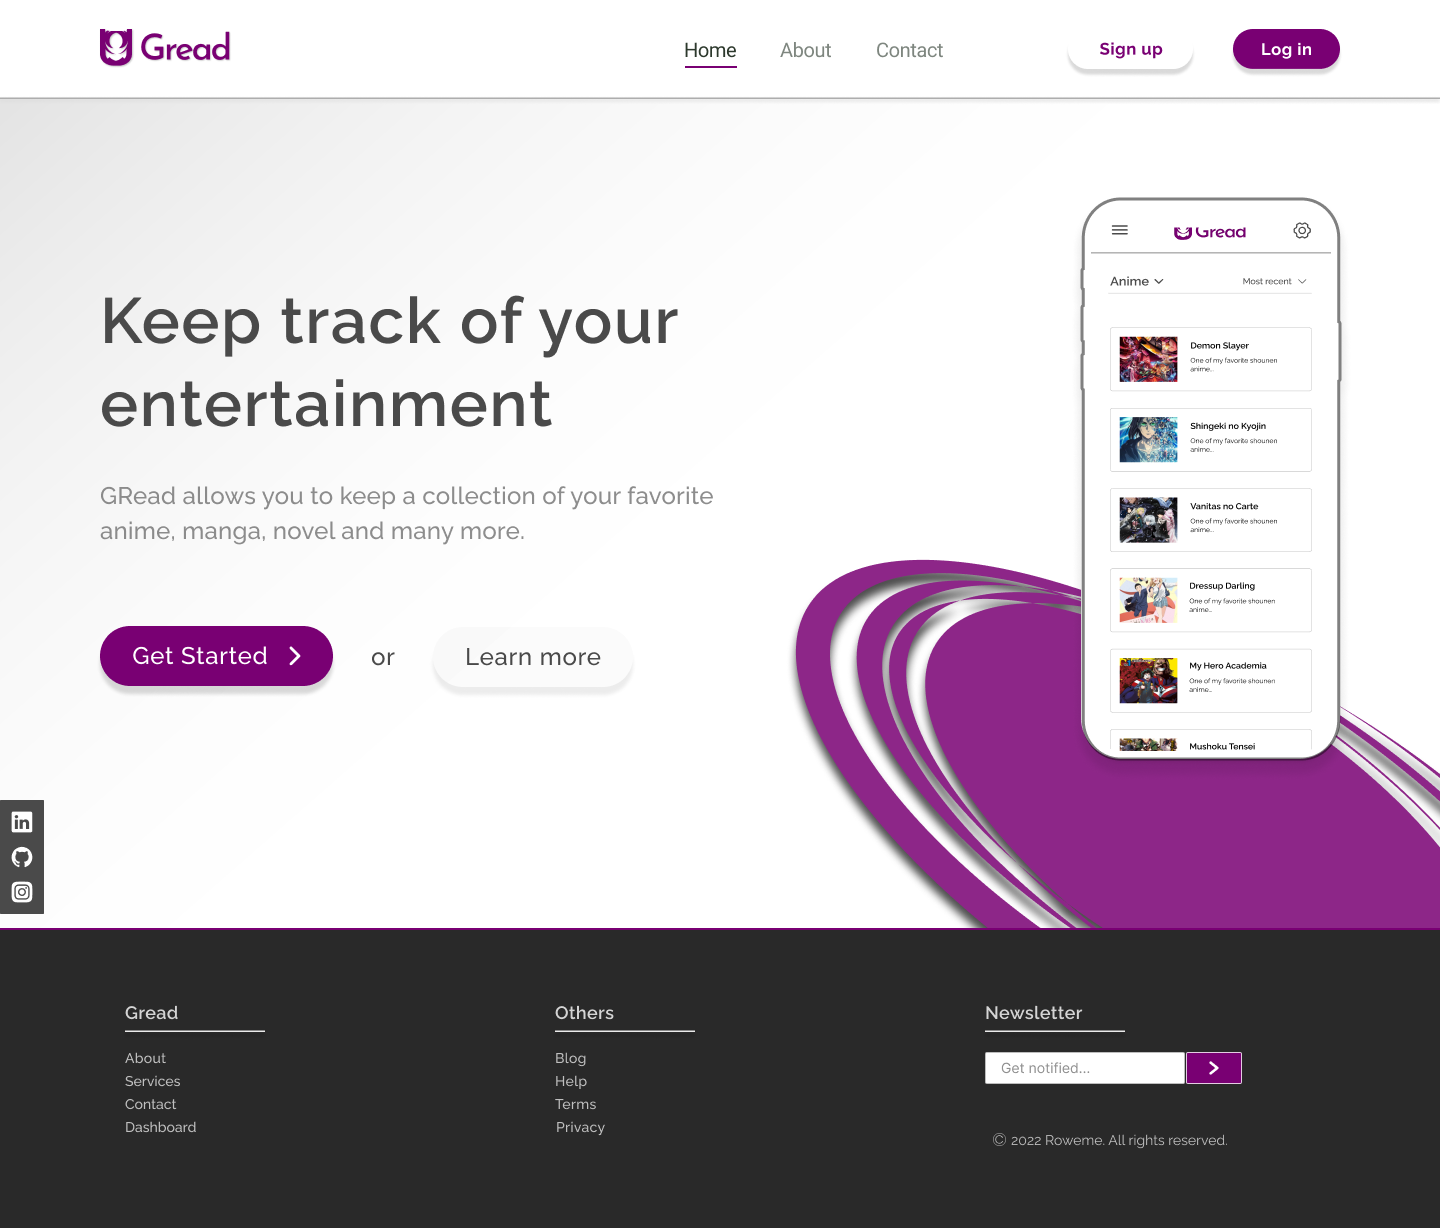 Gread
Home
About
Contact
Sign up
Log in
Keep track of your
entertainment
GRead allows you to keep a collection of your favorite
anime, manga, novel and many more.
Get Started
or
Learn more
Gread
Anime
Most recent
Demon Slayer
One of my favorite shounen
anime...
Shingeki no Kyojin
One of my favorite shounen
anime...
Vanitas no Carte
One of my favorite shounen
anime...
Dressup Darling
One of my favorite shounen
anime...
My Hero Academia
One of my favorite shounen
anime...
Mushoku Tensei
in
Gread
About
Services
Contact
Dashboard
Others
Blog
Help
Terms
Privacy
Newsletter
Get notified...
© 2022 Roweme. All rights reserved.